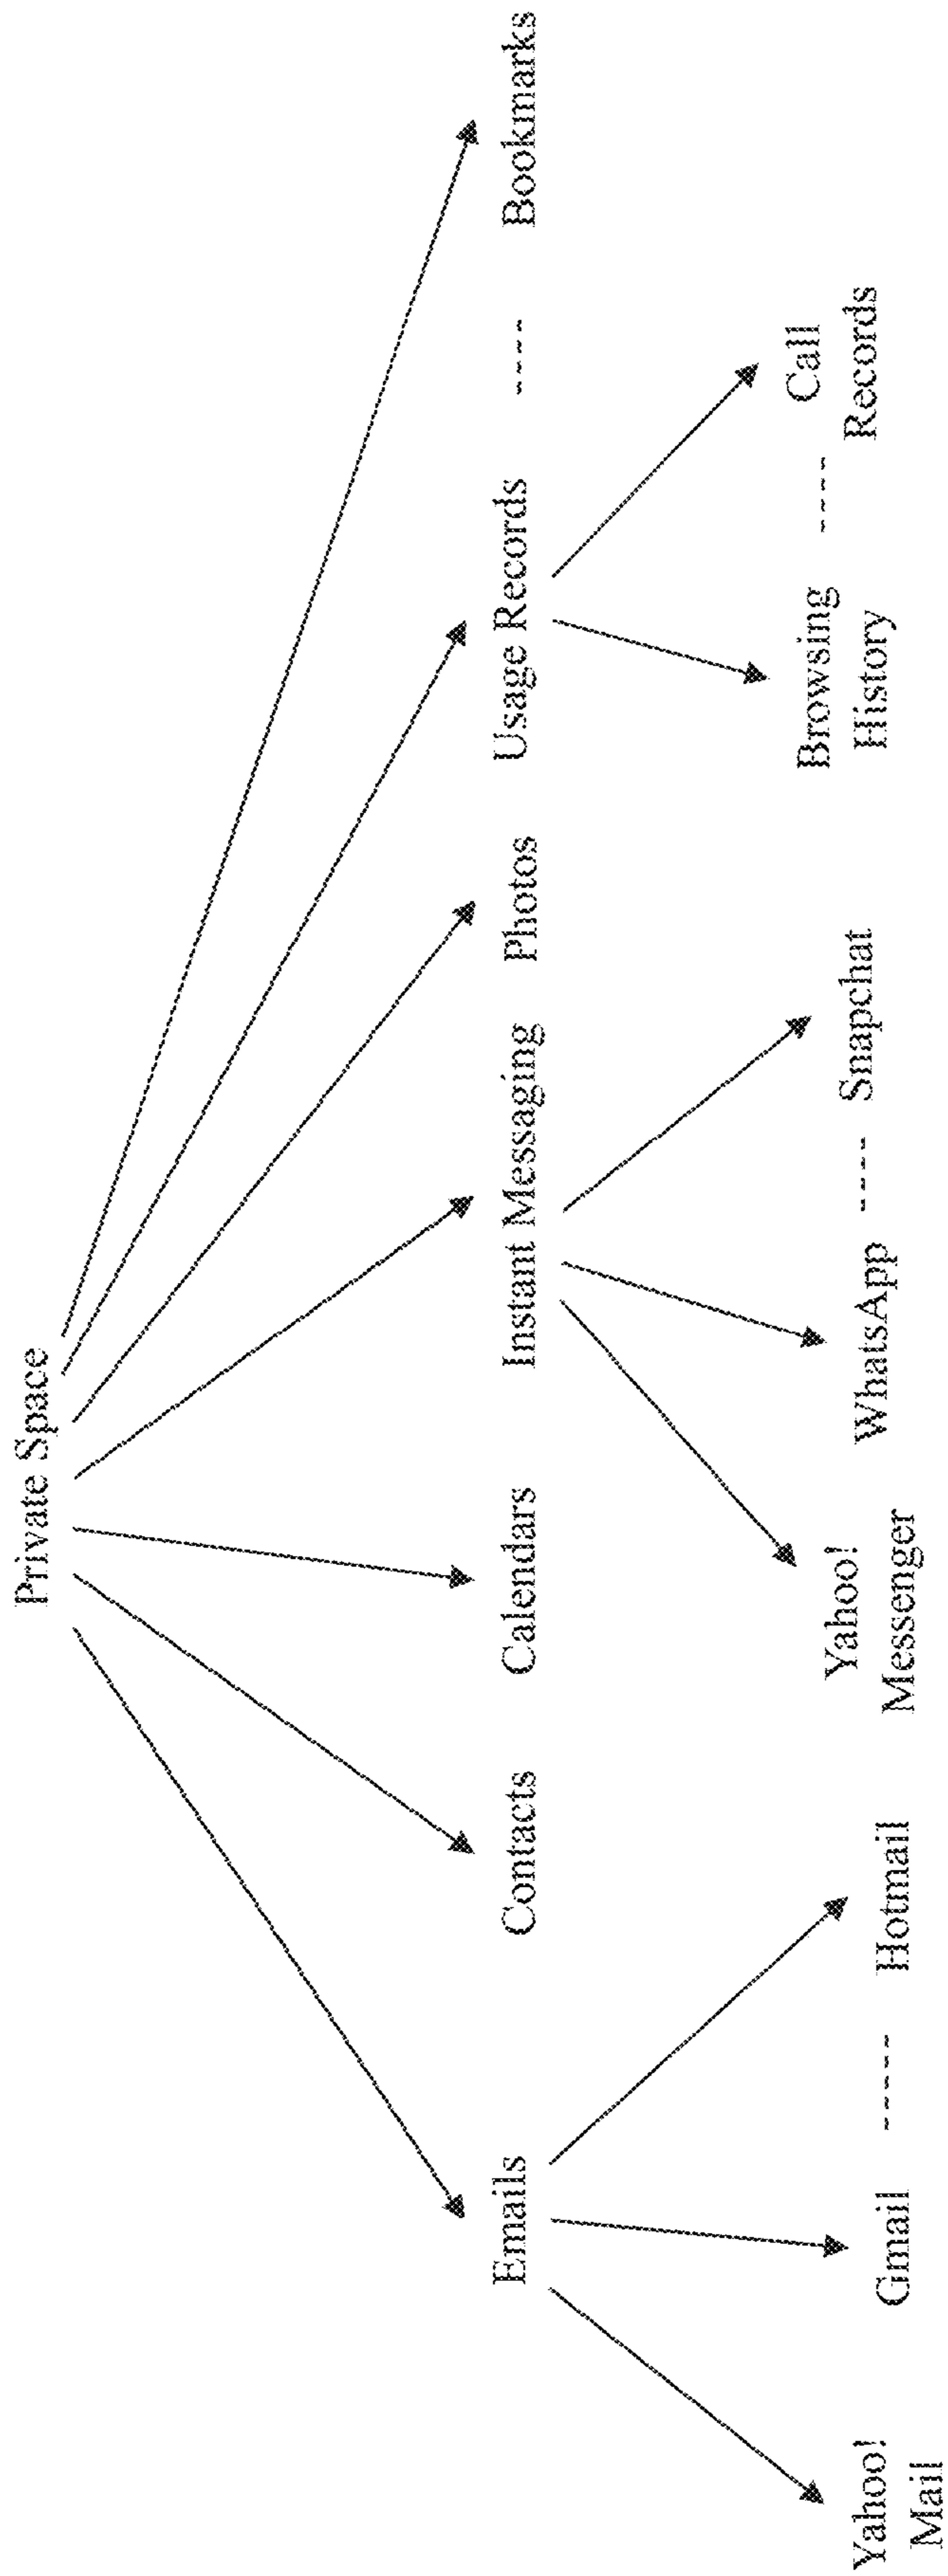 Private Space
Emails
Contacts
Calendars
Instant Messaging
Photos
Usage Records
----
Bookmarks
Yahoo!
Mail
Gmail
-----
Hotmail
Yahoo!
Messenger
WhatsApp
----
Snapchat
Browsing
History
----
Call
Records